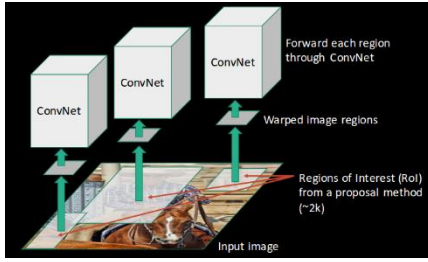 Forward each region
through ConvNet
ConvNet
ConvNet
ConvNet
Warped image regions
Regions of Interest (RoI)
from a proposal method
(~2k)
Input image